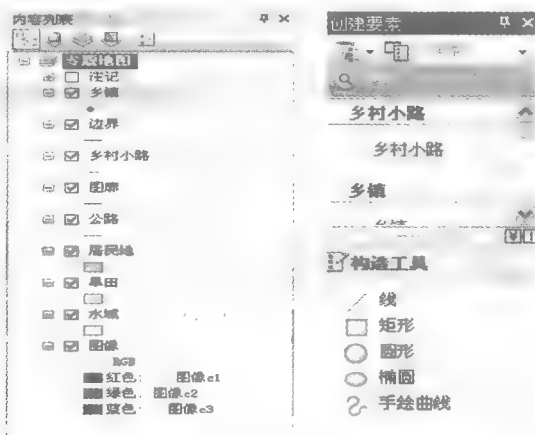 内容列表
专题地图
注记
乡镇
边界
乡村小路
图廓
公路
居民地
旱田
水域
图像
RGB
红色: 图像c1
绿色: 图像c2
蓝色: 图像c3
创建要素
乡村小路
乡村小路
乡镇
构造工具
线
矩形
圆形
椭圆
手绘曲线